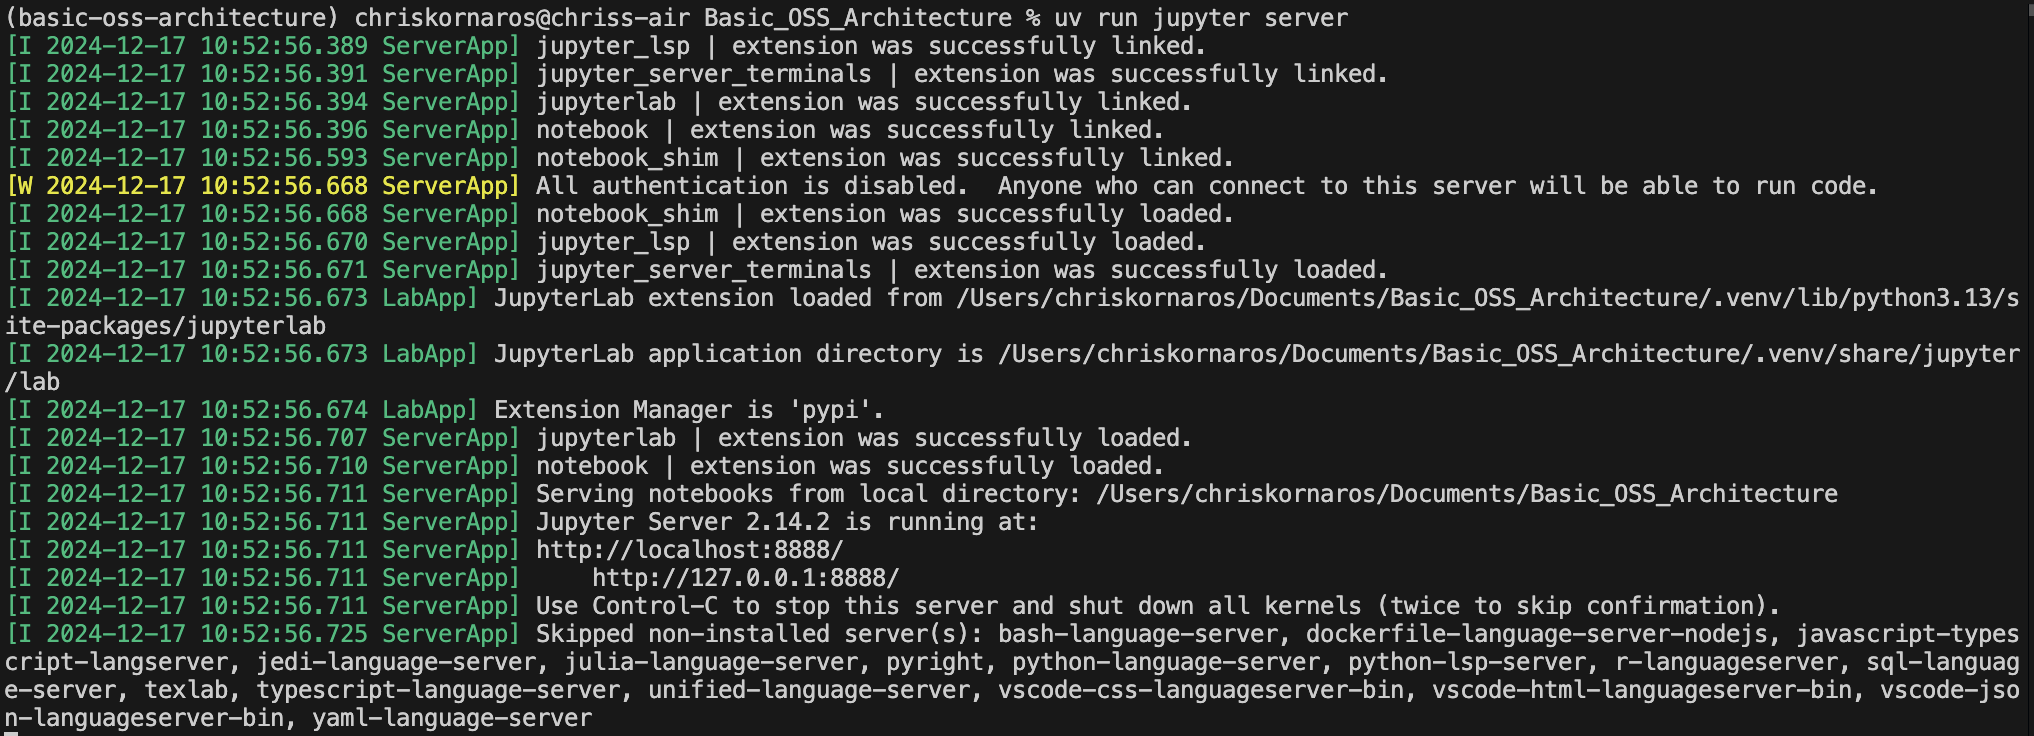 (basic-oss-architecture) chriskornaros@chriss-air Basic_OSS_Architecture % uv run jupyter server
[I 2024-12-17 10:52:56.389 ServerApp] jupyter_lsp | extension was successfully linked.
[I 2024-12-17 10:52:56.391 ServerApp] jupyter_server_terminals | extension was successfully linked.
[I 2024-12-17 10:52:56.394 ServerApp] jupyterlab | extension was successfully linked.
[I 2024-12-17 10:52:56.396 ServerApp] notebook | extension was successfully linked.
[I 2024-12-17 10:52:56.593 ServerApp] notebook_shim | extension was successfully linked.
[W 2024-12-17 10:52:56.668 ServerApp] All authentication is disabled.  Anyone who can connect to this server will be able to run code.
[I 2024-12-17 10:52:56.668 ServerApp] notebook_shim | extension was successfully loaded.
[I 2024-12-17 10:52:56.670 ServerApp] jupyter_lsp | extension was successfully loaded.
[I 2024-12-17 10:52:56.671 ServerApp] jupyter_server_terminals | extension was successfully loaded.
[I 2024-12-17 10:52:56.673 LabApp] JupyterLab extension loaded from /Users/chriskornaros/Documents/Basic_OSS_Architecture/.venv/lib/python3.13/s
ite-packages/jupyterlab
[I 2024-12-17 10:52:56.673 LabApp] JupyterLab application directory is /Users/chriskornaros/Documents/Basic_OSS_Architecture/.venv/share/jupyter
/lab
[I 2024-12-17 10:52:56.674 LabApp] Extension Manager is 'pypi'.
[I 2024-12-17 10:52:56.707 ServerApp] jupyterlab | extension was successfully loaded.
[I 2024-12-17 10:52:56.710 ServerApp] notebook | extension was successfully loaded.
[I 2024-12-17 10:52:56.711 ServerApp] Serving notebooks from local directory: /Users/chriskornaros/Documents/Basic_OSS_Architecture
[I 2024-12-17 10:52:56.711 ServerApp] Jupyter Server 2.14.2 is running at:
[I 2024-12-17 10:52:56.711 ServerApp] http://localhost:8888/
[I 2024-12-17 10:52:56.711 ServerApp]     http://127.0.0.1:8888/
[I 2024-12-17 10:52:56.711 ServerApp] Use Control-C to stop this server and shut down all kernels (twice to skip confirmation).
[I 2024-12-17 10:52:56.725 ServerApp] Skipped non-installed server(s): bash-language-server, dockerfile-language-server-nodejs, javascript-types
cript-langserver, jedi-language-server, julia-language-server, pyright, python-language-server, python-lsp-server, r-languageserver, sql-languag
e-server, texlab, typescript-language-server, unified-language-server, vscode-css-languageserver-bin, vscode-html-languageserver-bin, vscode-jso
n-languageserver-bin, yaml-language-server